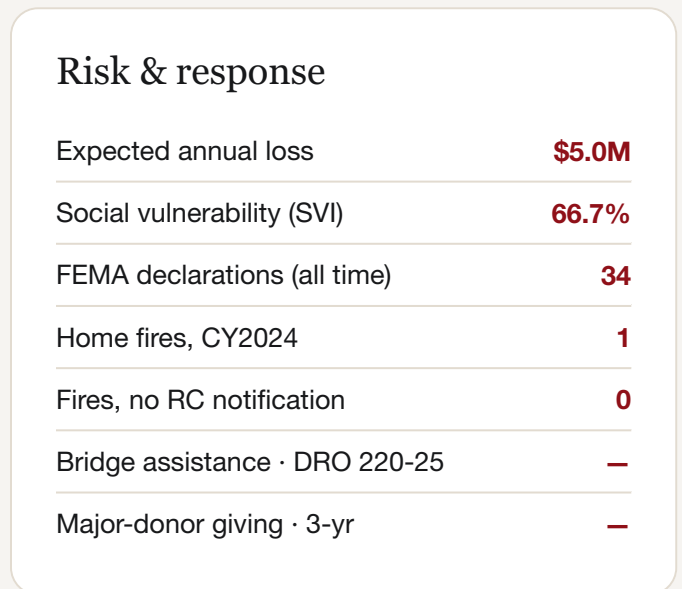 Risk & response
Expected annual loss $5.0M
Social vulnerability (SVI) 66.7%
FEMA declarations (all time) 34
Home fires, CY2024 1
Fires, no RC notification 0
Bridge assistance · DRO 220-25 —
Major-donor giving · 3-yr —